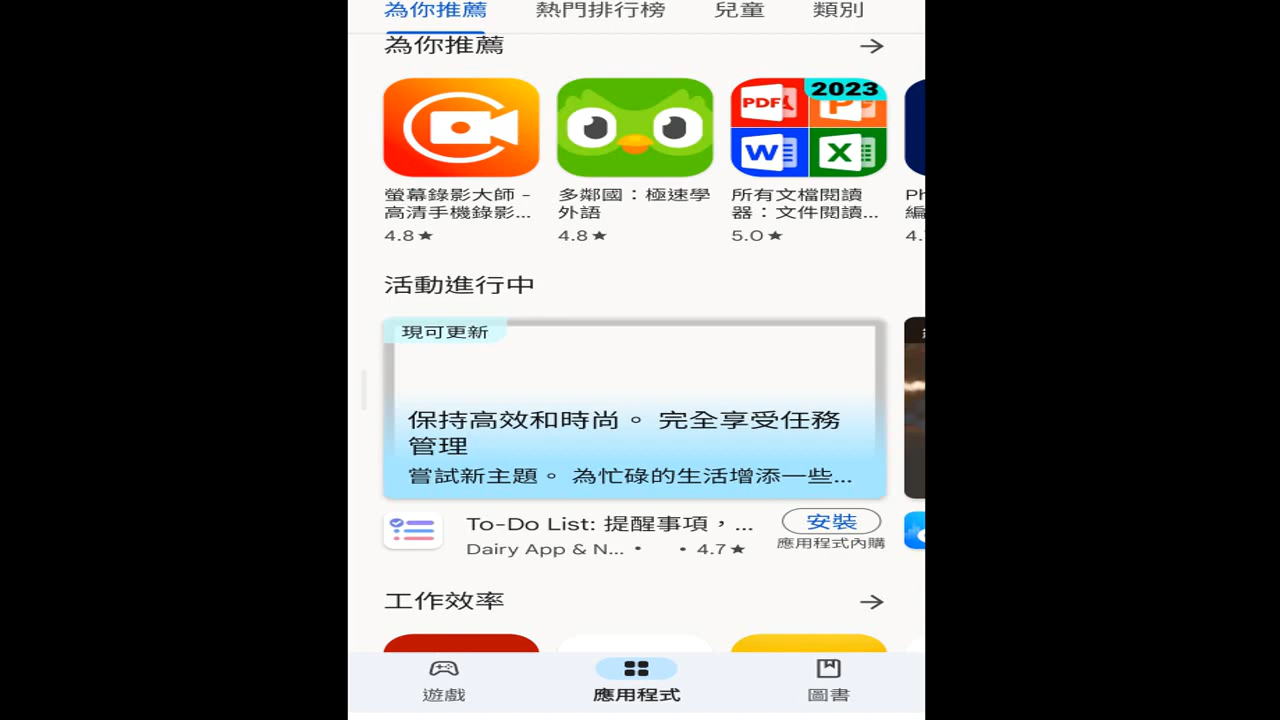 為你推薦 熱門排行榜 兒童 類別
為你推薦
PDF
2023
P
W
X
螢幕錄影大師 -
高清手機錄影...
4.8★
多鄰國：極速學
外語
4.8★
所有文檔閱讀
器：文件閱讀...
5.0★
編
4.
活動進行中
現可更新
保持高效和時尚。 完全享受任務
管理
嘗試新主題。 為忙碌的生活增添一些...
To-Do List: 提醒事項，...
Dairy App & N... • • 4.7★
安裝
應用程式內購
工作效率
遊戲 應用程式 圖書